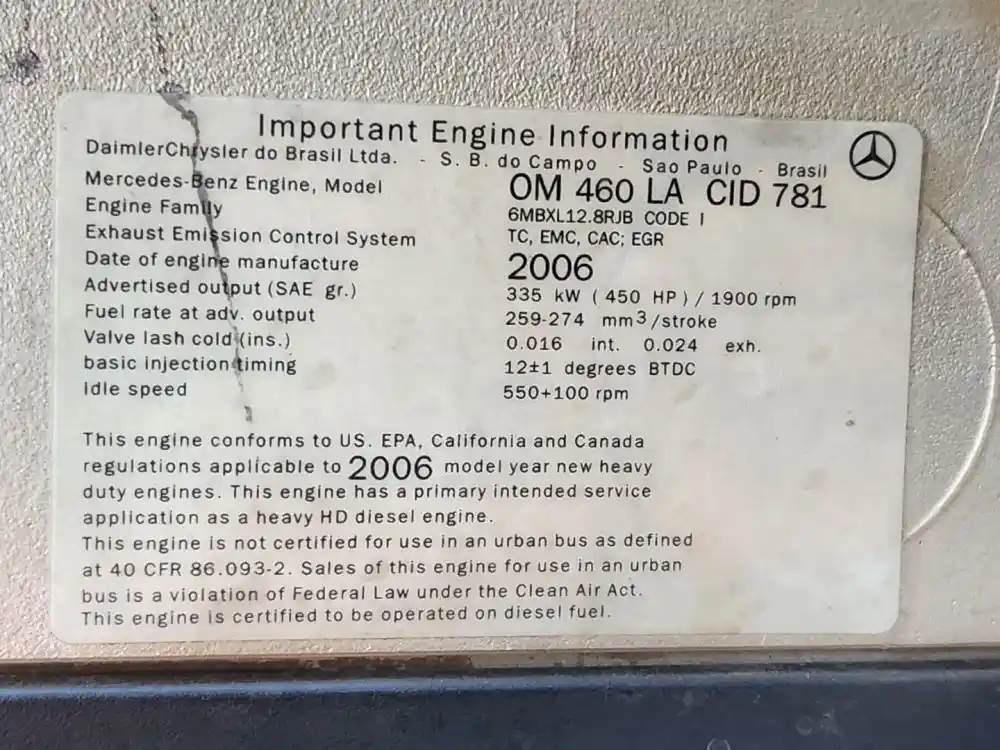 Important Engine Information
DaimlerChrysler do Brasil Ltda. - S. B. do Campo - Sao Paulo - Brasil
Mercedes-Benz Engine, Model OM 460 LA CID 781
Engine Family 6MBXL12.8RJB CODE I
Exhaust Emission Control System TC, EMC, CAC; EGR
Date of engine manufacture 2006
Advertised output (SAE gr.) 335 kW ( 450 HP ) / 1900 rpm
Fuel rate at adv. output 259-274 mm3/stroke
Valve lash cold (ins.) 0.016 int. 0.024 exh.
basic injection timing 12±1 degrees BTDC
Idle speed 550+100 rpm
This engine conforms to US. EPA, California and Canada
regulations applicable to 2006 model year new heavy
duty engines. This engine has a primary intended service
application as a heavy HD diesel engine.
This engine is not certified for use in an urban bus as defined
at 40 CFR 86.093-2. Sales of this engine for use in an urban
bus is a violation of Federal Law under the Clean Air Act.
This engine is certified to be operated on diesel fuel.